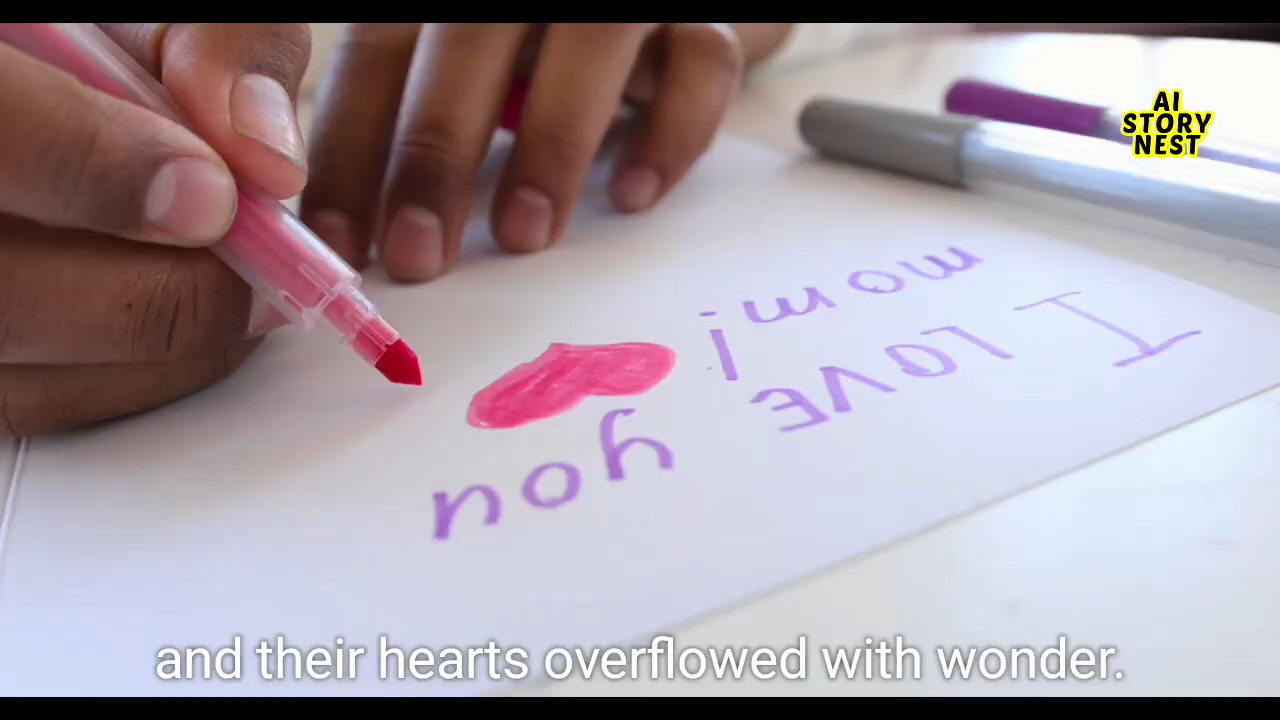 AI
STORY
NEST
I LOVE you
mom!
and their hearts overflowed with wonder.